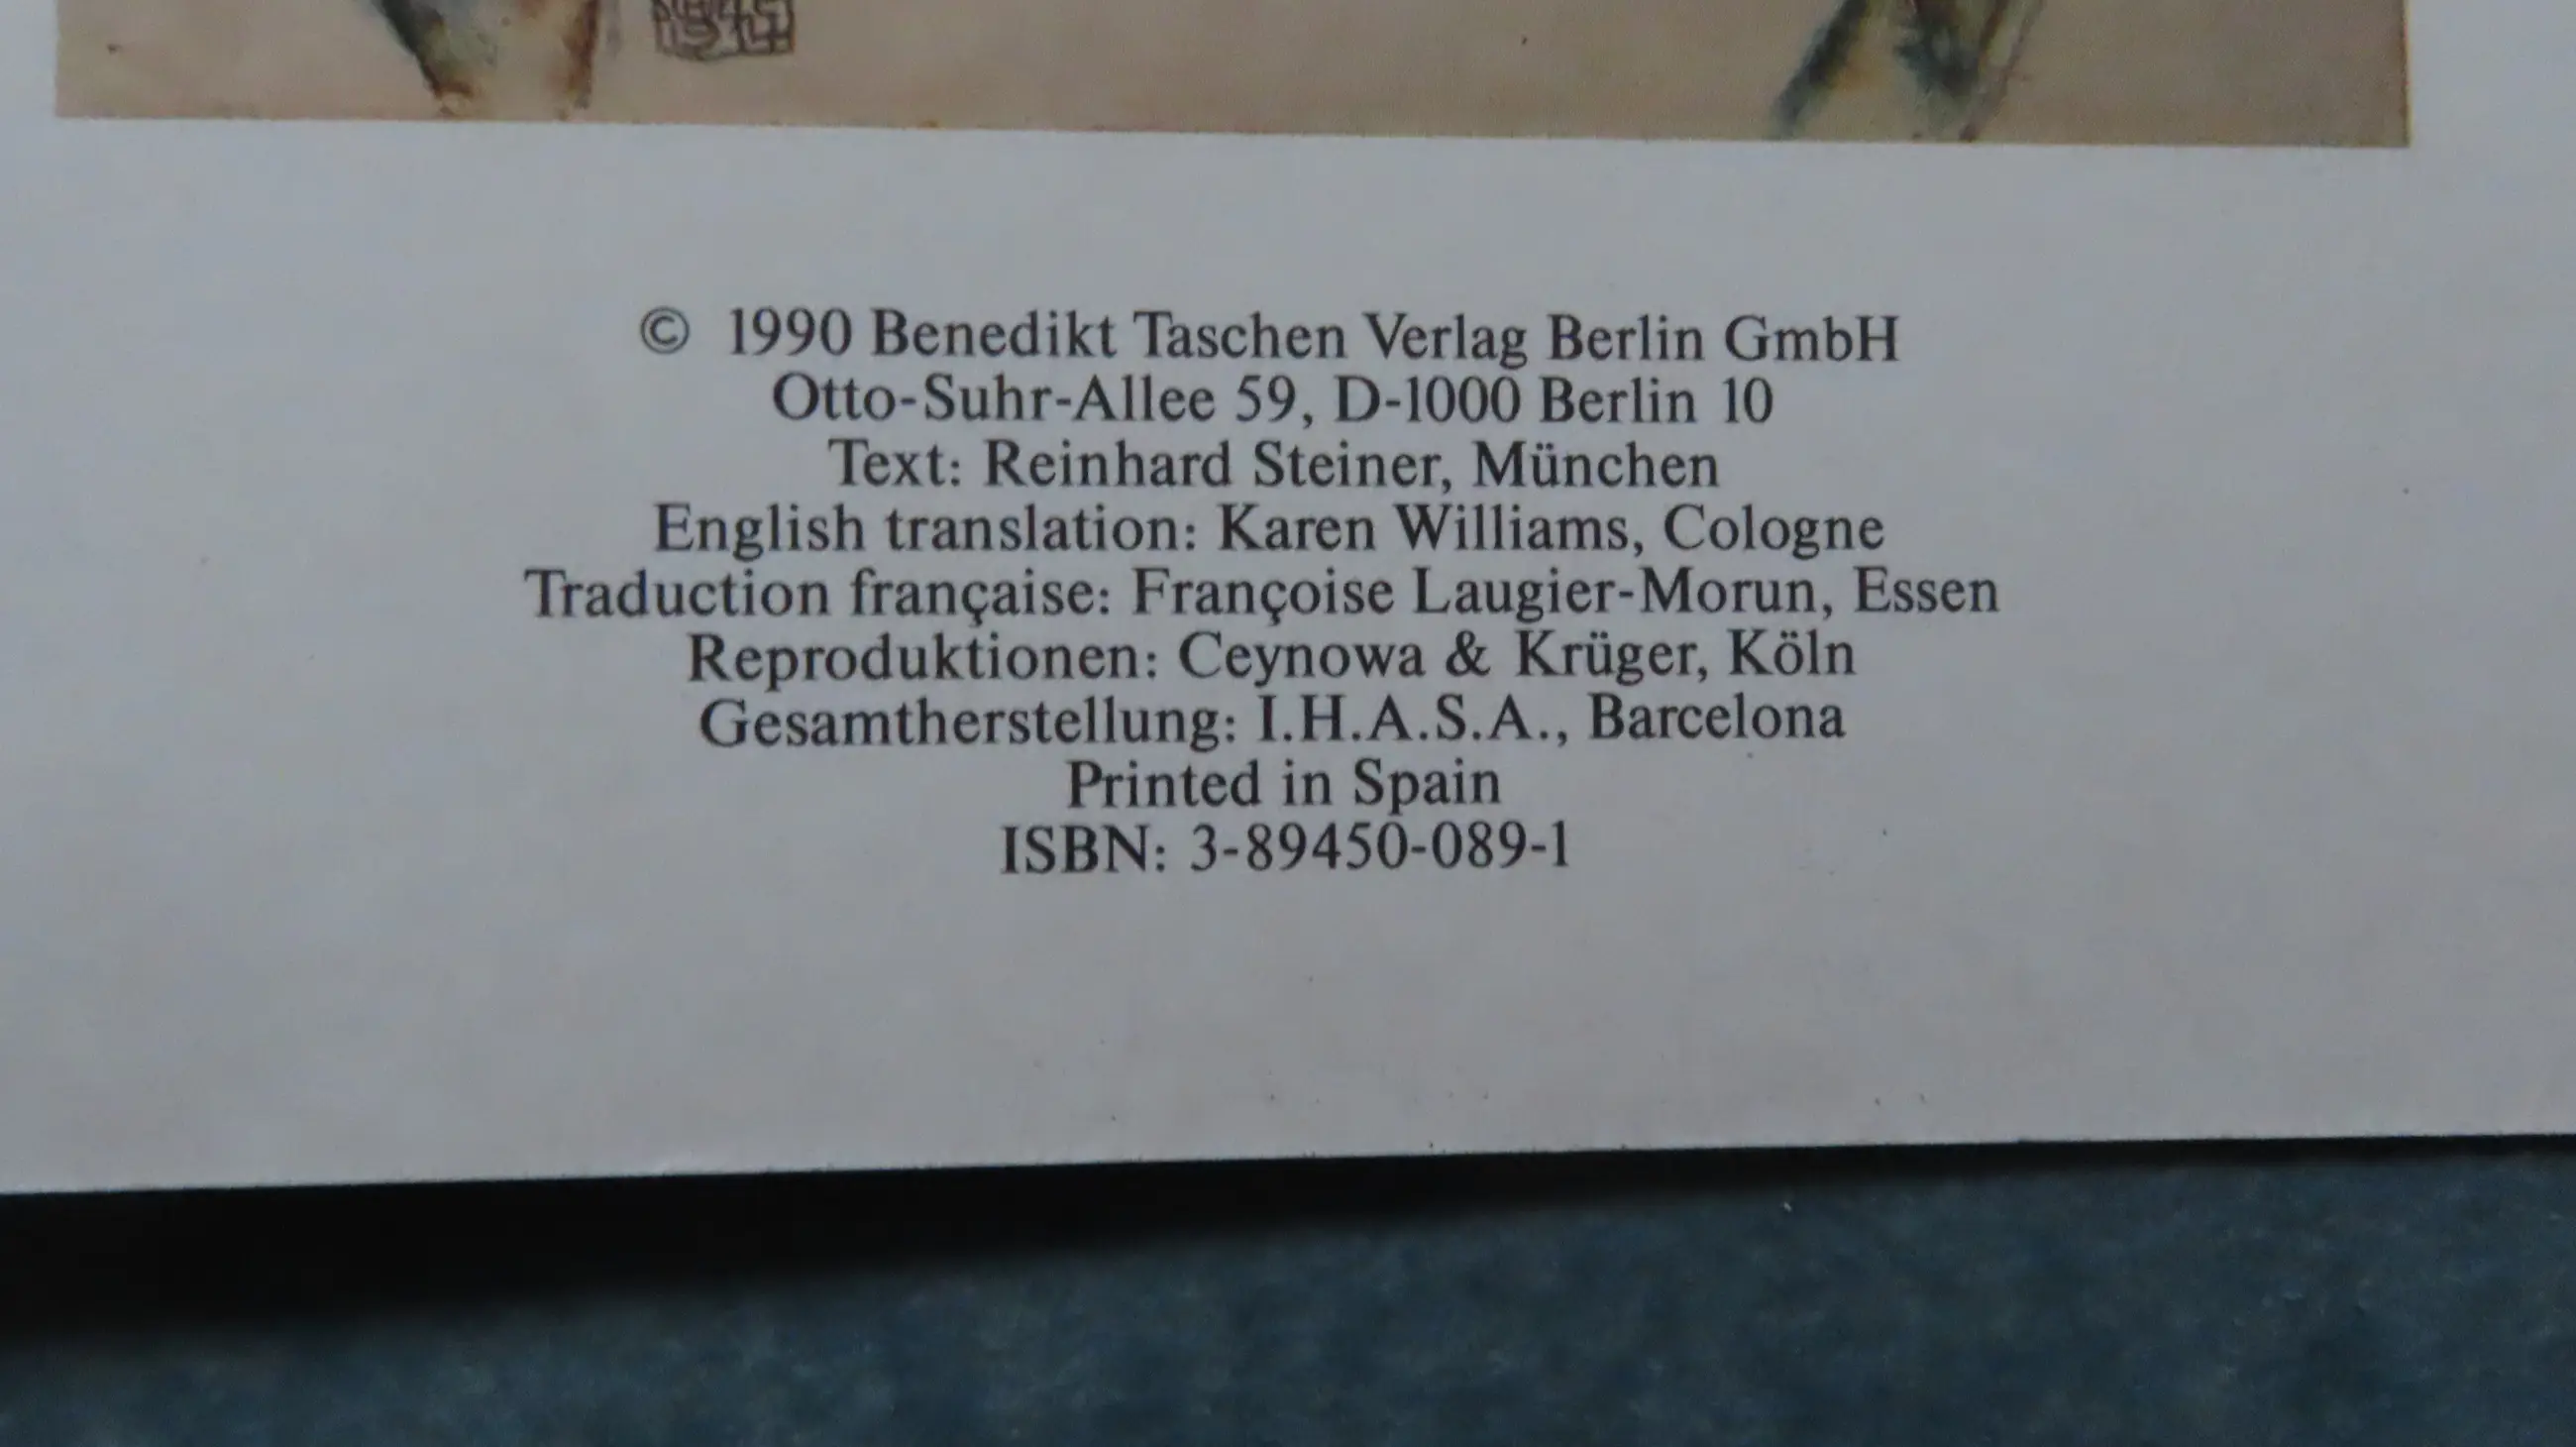 © 1990 Benedikt Taschen Verlag Berlin GmbH
Otto-Suhr-Allee 59, D-1000 Berlin 10
Text: Reinhard Steiner, München
English translation: Karen Williams, Cologne
Traduction française: Françoise Laugier-Morun, Essen
Reproduktionen: Ceynowa & Krüger, Köln
Gesamtherstellung: I.H.A.S.A., Barcelona
Printed in Spain
ISBN: 3-89450-089-1